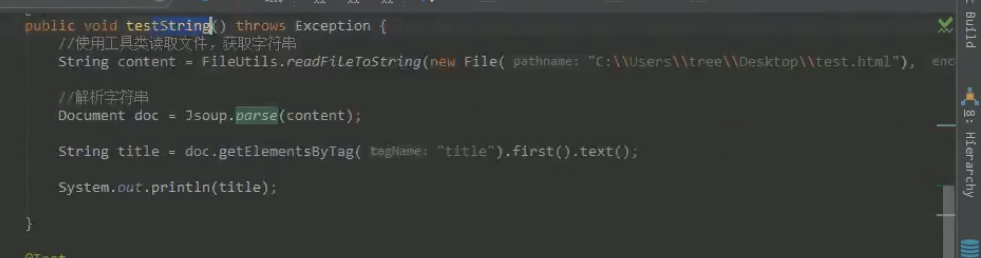 public void testString() throws Exception {
//使用工具类读取文件，获取字符串
String content = FileUtils.readFileToString(new File( pathname: "C:\\Users\\tree\\Desktop\\test.html"), enc
//解析字符串
Document doc = Jsoup.parse(content);
String title = doc.getElementsByTag( tagName: "title").first().text();
System.out.println(title);
}
@Test
Build
8: Hierarchy